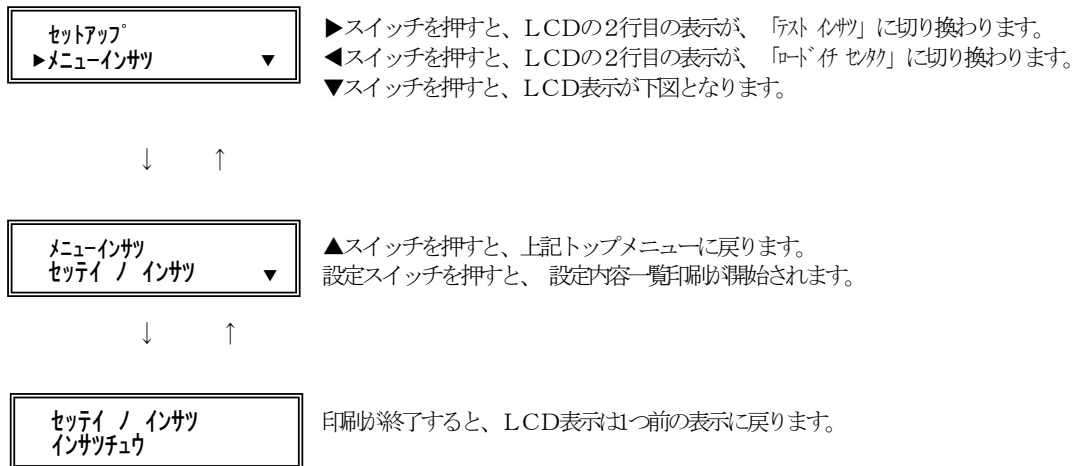 セットアップ
▶メニューインサツ ▼
▶スイッチを押すと、LCDの2行目の表示が、「ﾃｽﾄ ｲﾝｻﾂ」に切り換わります。
◀スイッチを押すと、LCDの2行目の表示が、「ﾛｰﾄﾞ ｲﾁ ｾﾝﾀｸ」に切り換わります。
▼スイッチを押すと、LCD表示が下図となります。
↓ ↑
メニューインサツ
セッテイ ノ インサツ ▼
▲スイッチを押すと、上記トップメニューに戻ります。
設定スイッチを押すと、 設定内容一覧印刷が開始されます。
↓ ↑
セッテイ ノ インサツ
インサツチュウ
印刷が終了すると、LCD表示は1つ前の表示に戻ります。